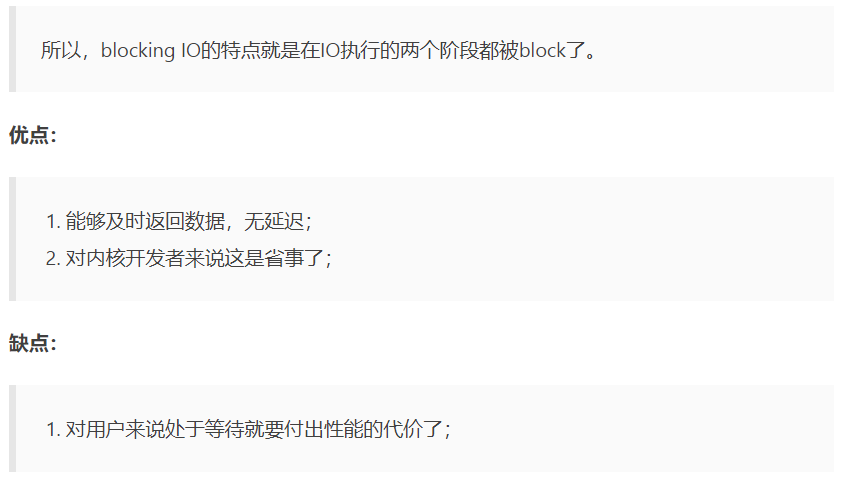 所以，blocking IO的特点就是在IO执行的两个阶段都被block了。
优点：
1. 能够及时返回数据，无延迟；
2. 对内核开发者来说这是省事了；
缺点：
1. 对用户来说处于等待就要付出性能的代价了；